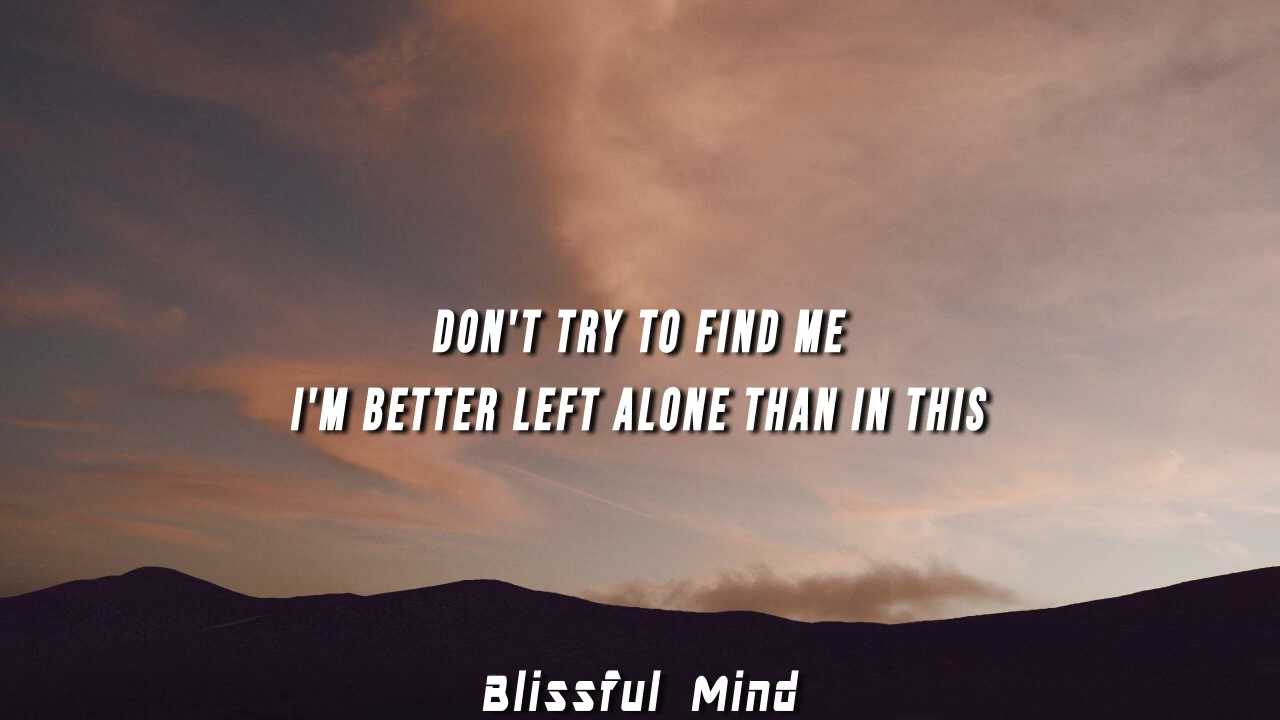 DON'T TRY TO FIND ME
I'M BETTER LEFT ALONE THAN IN THIS
Blissful Mind